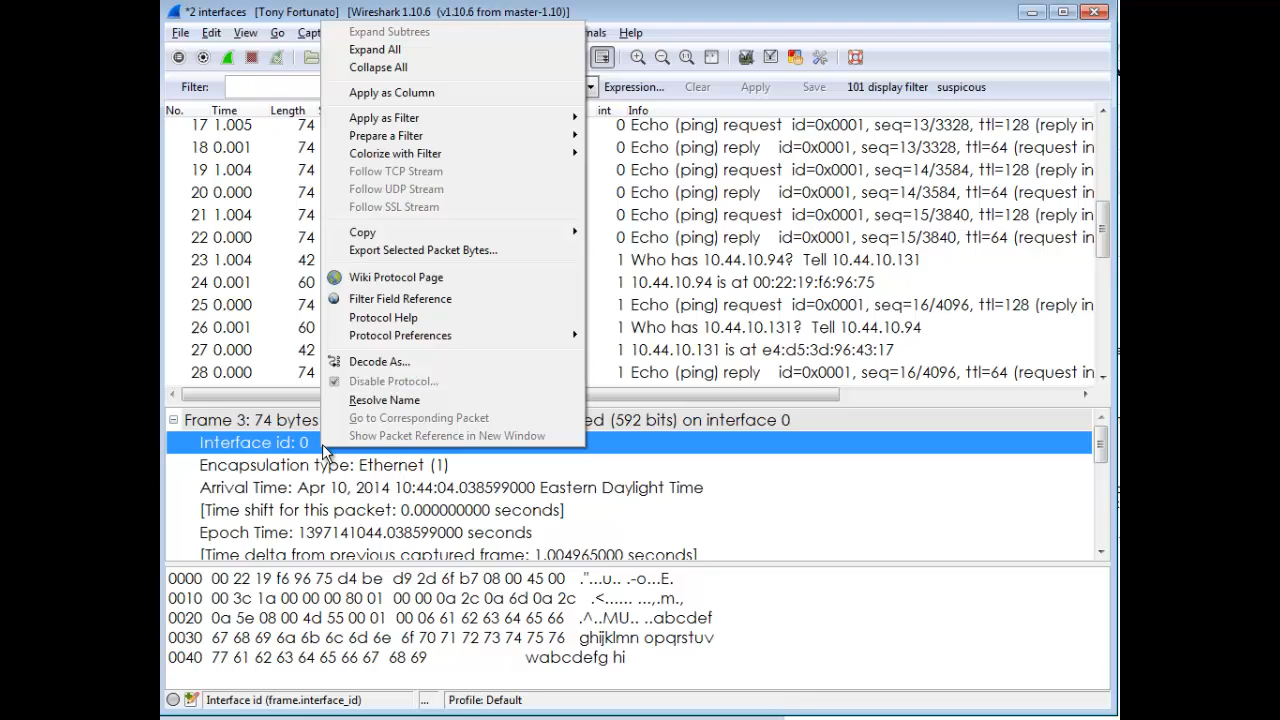 *2 interfaces [Tony Fortunato] [Wireshark 1.10.6 (v1.10.6 from master-1.10)]
File Edit View Go Capt nals Help
Filter: Expression... Clear Apply Save 101 display filter suspicous
No. Time Length int Info
17 1.005 74 0 Echo (ping) request id=0x0001, seq=13/3328, ttl=128 (reply in
18 0.001 74 0 Echo (ping) reply id=0x0001, seq=13/3328, ttl=64 (request in
19 1.004 74 0 Echo (ping) request id=0x0001, seq=14/3584, ttl=128 (reply in
20 0.000 74 0 Echo (ping) reply id=0x0001, seq=14/3584, ttl=64 (request in
21 1.004 74 0 Echo (ping) request id=0x0001, seq=15/3840, ttl=128 (reply in
22 0.000 74 0 Echo (ping) reply id=0x0001, seq=15/3840, ttl=64 (request in
23 1.004 42 1 Who has 10.44.10.94? Tell 10.44.10.131
24 0.001 60 1 10.44.10.94 is at 00:22:19:f6:96:75
25 0.000 74 1 Echo (ping) request id=0x0001, seq=16/4096, ttl=128 (reply in
26 0.001 60 1 Who has 10.44.10.131? Tell 10.44.10.94
27 0.000 42 1 10.44.10.131 is at e4:d5:3d:96:43:17
28 0.000 74 1 Echo (ping) reply id=0x0001, seq=16/4096, ttl=64 (request in
Expand Subtrees
Expand All
Collapse All
Apply as Column
Apply as Filter
Prepare a Filter
Colorize with Filter
Follow TCP Stream
Follow UDP Stream
Follow SSL Stream
Copy
Export Selected Packet Bytes...
Wiki Protocol Page
Filter Field Reference
Protocol Help
Protocol Preferences
Decode As...
Disable Protocol...
Resolve Name
Go to Corresponding Packet
Show Packet Reference in New Window
Frame 3: 74 bytes ed (592 bits) on interface 0
Interface id: 0
Encapsulation type: Ethernet (1)
Arrival Time: Apr 10, 2014 10:44:04.038599000 Eastern Daylight Time
[Time shift for this packet: 0.000000000 seconds]
Epoch Time: 1397141044.038599000 seconds
[Time delta from previous captured frame: 1.004965000 seconds]
0000 00 22 19 f6 96 75 d4 be d9 2d 6f b7 08 00 45 00 ."...u.. .-o...E.
0010 00 3c 1a 00 00 00 80 01 00 00 0a 2c 0a 6d 0a 2c .<...... ...,.m.,
0020 0a 5e 08 00 4d 55 00 01 00 06 61 62 63 64 65 66 .^..MU.. ..abcdef
0030 67 68 69 6a 6b 6c 6d 6e 6f 70 71 72 73 74 75 76 ghijklmn opqrstuv
0040 77 61 62 63 64 65 66 67 68 69 wabcdefg hi
Interface id (frame.interface_id) ... Profile: Default